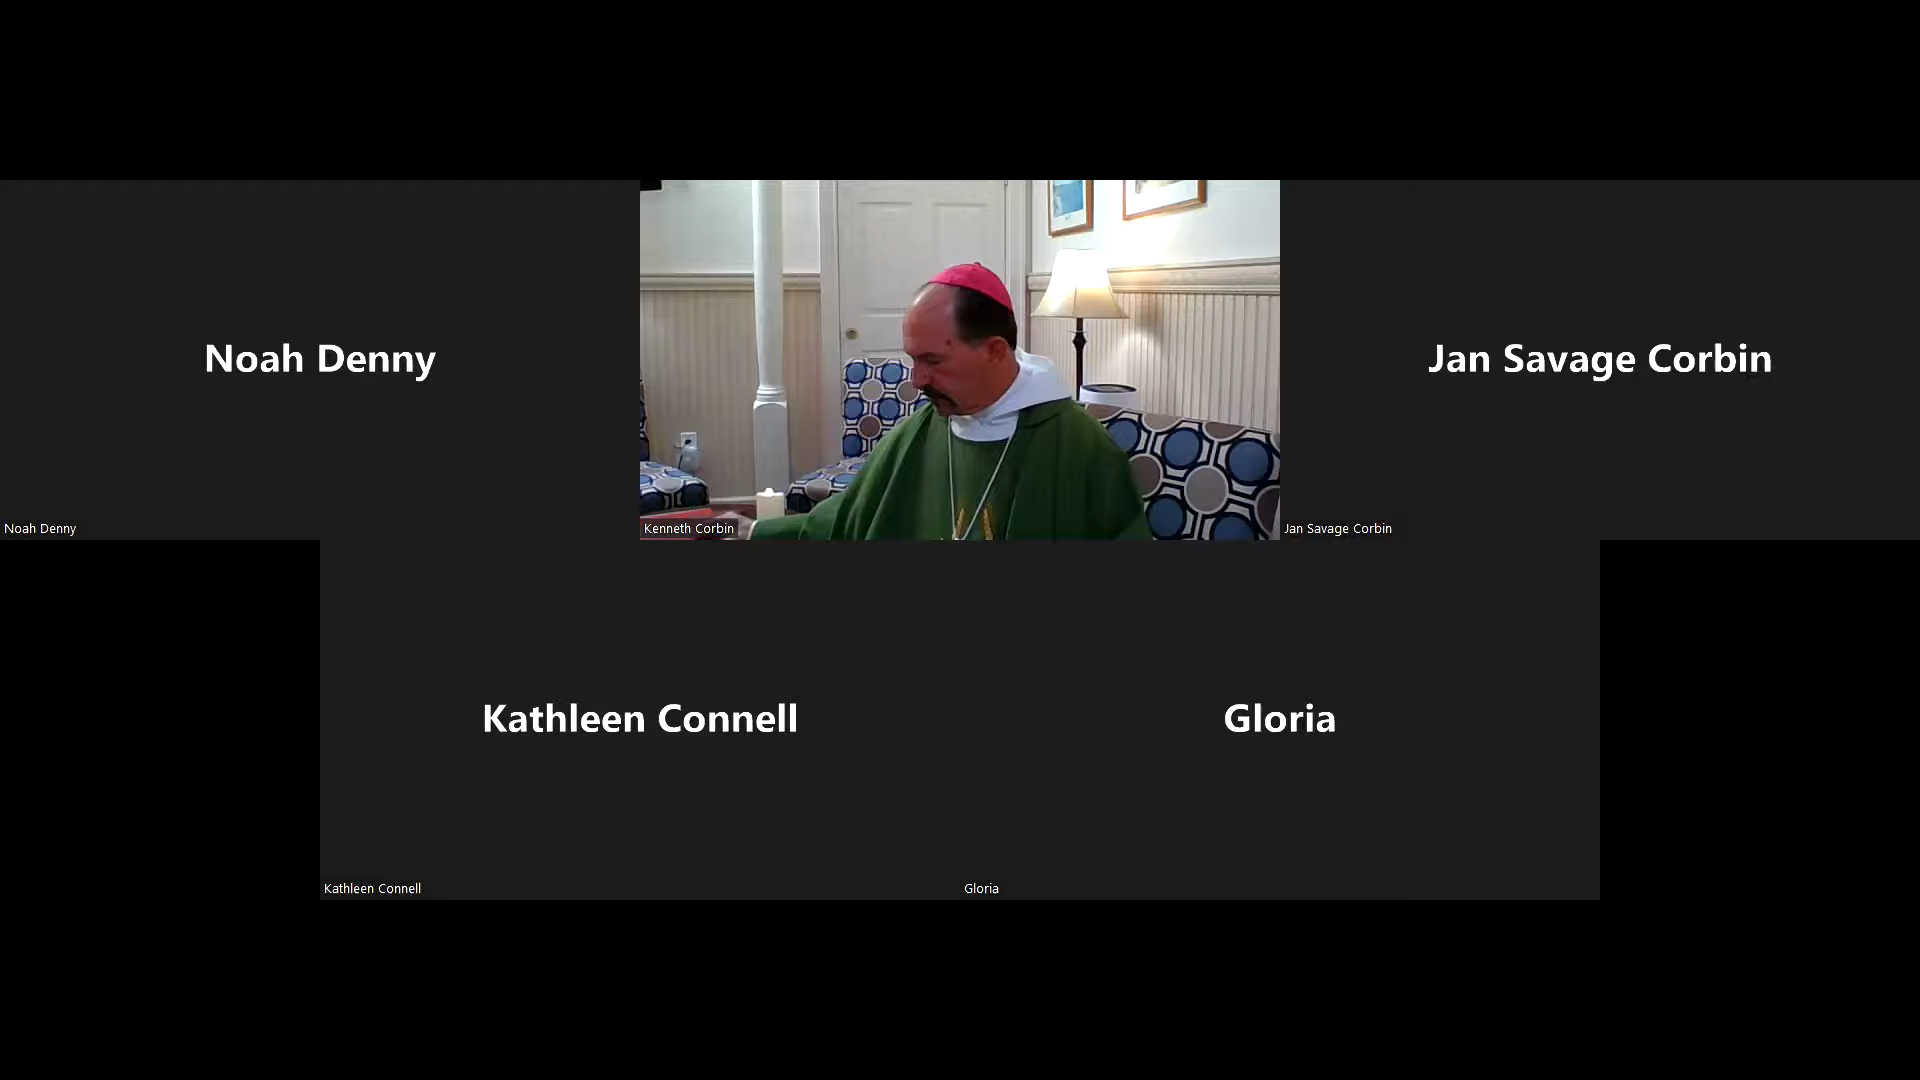 Noah Denny
Jan Savage Corbin
Noah Denny
Kenneth Corbin
Jan Savage Corbin
Kathleen Connell
Gloria
Kathleen Connell
Gloria